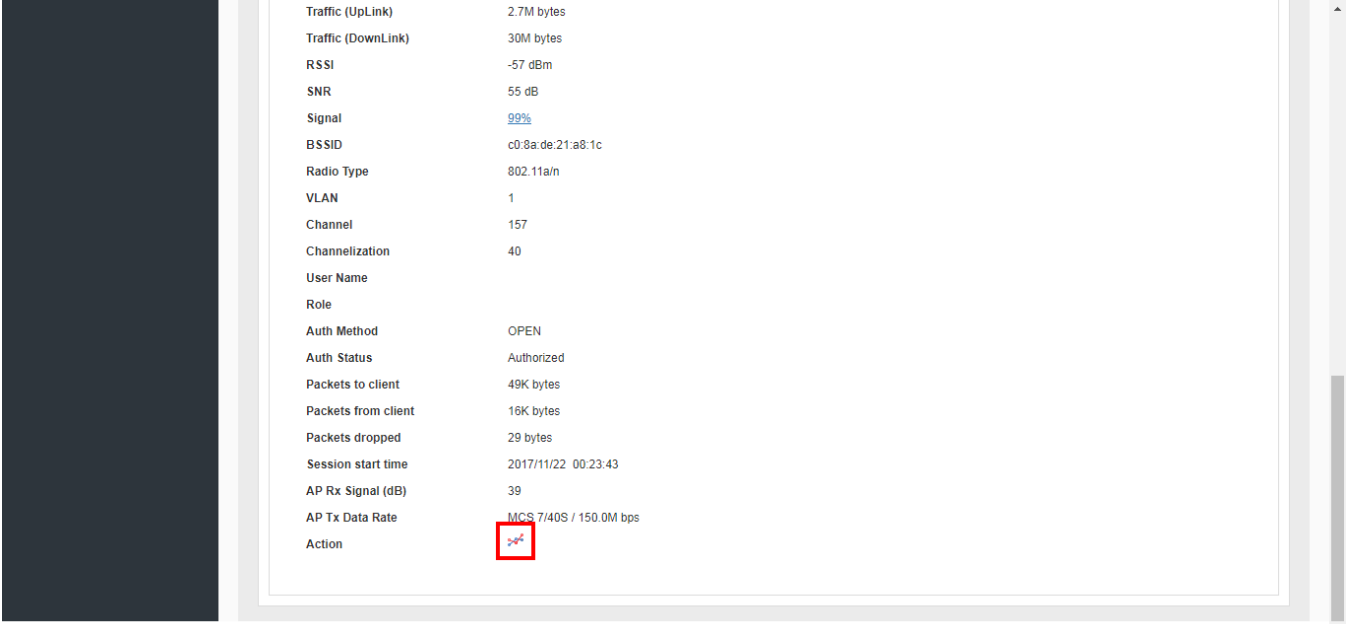 Traffic (UpLink) 2.7M bytes
Traffic (DownLink) 30M bytes
RSSI -57 dBm
SNR 55 dB
Signal 99%
BSSID c0:8a:de:21:a8:1c
Radio Type 802.11a/n
VLAN 1
Channel 157
Channelization 40
User Name
Role
Auth Method OPEN
Auth Status Authorized
Packets to client 49K bytes
Packets from client 16K bytes
Packets dropped 29 bytes
Session start time 2017/11/22 00:23:43
AP Rx Signal (dB) 39
AP Tx Data Rate MCS 7/40S / 150.0M bps
Action